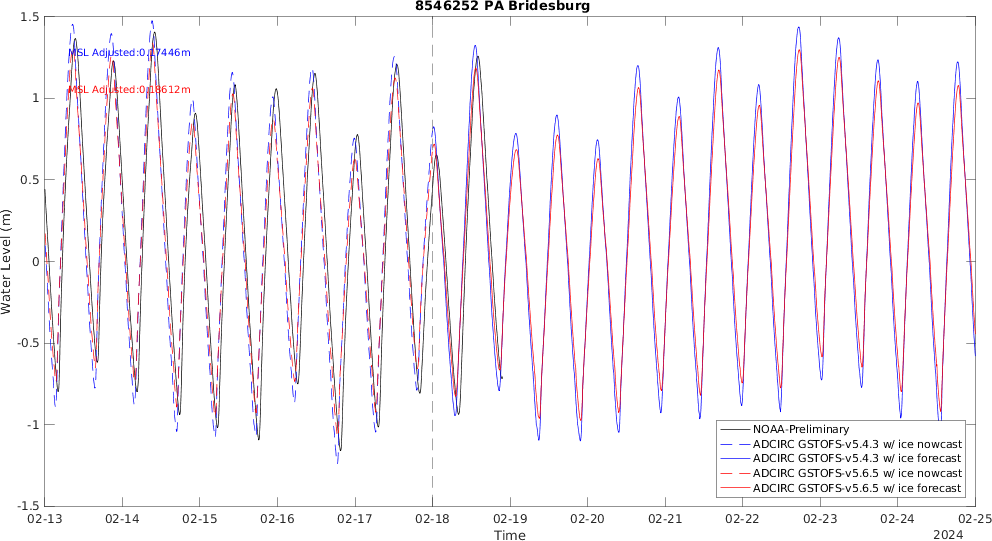 8546252 PA Bridesburg
MSL Adjusted:0.17446m
MSL Adjusted:0.18612m
Water Level (m)
1.5
1
0.5
0
-0.5
-1
-1.5
NOAA-Preliminary
ADCIRC GSTOFS-v5.4.3 w/ ice nowcast
ADCIRC GSTOFS-v5.4.3 w/ ice forecast
ADCIRC GSTOFS-v5.6.5 w/ ice nowcast
ADCIRC GSTOFS-v5.6.5 w/ ice forecast
02-13 02-14 02-15 02-16 02-17 02-18 02-19 02-20 02-21 02-22 02-23 02-24 02-25
Time
2024